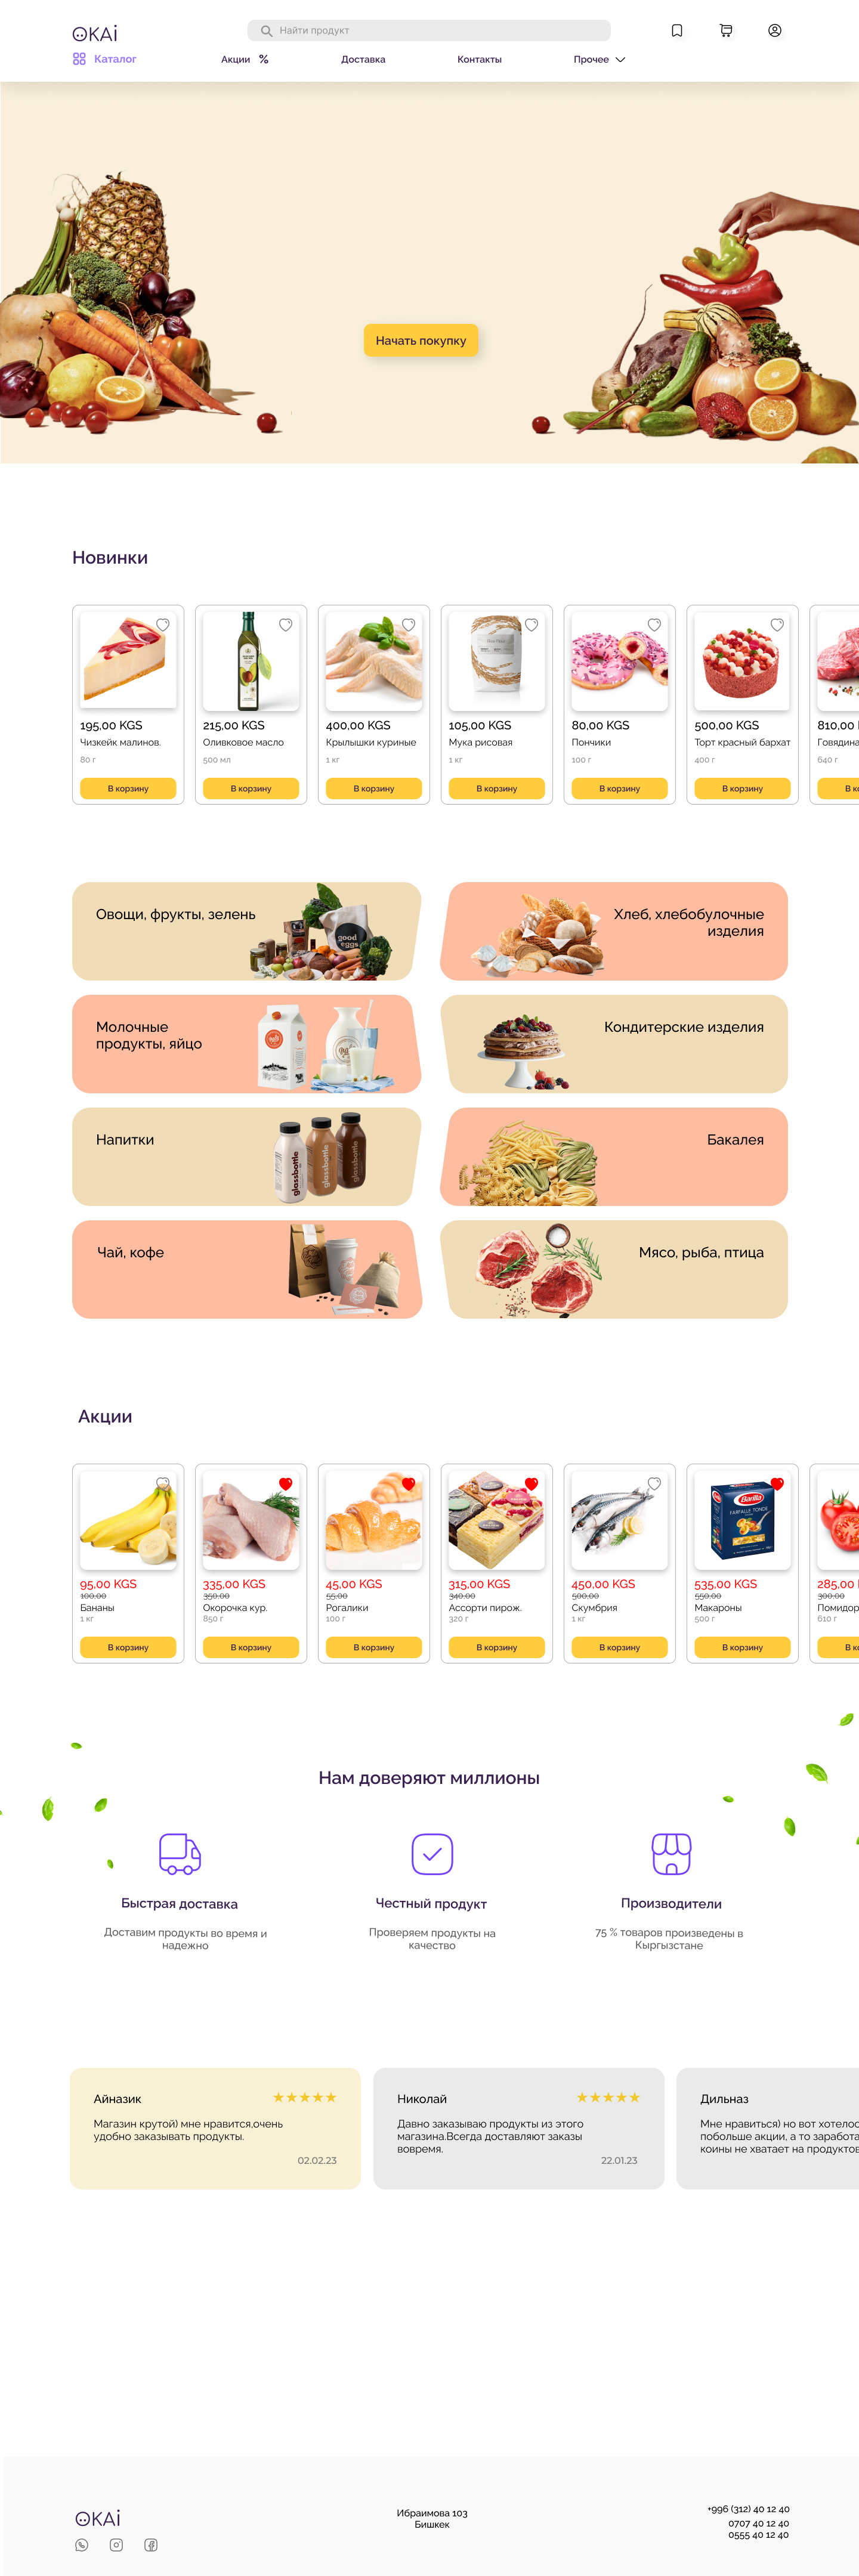 OKAi
Найти продукт
Каталог
Акции %
Доставка
Контакты
Прочее
Начать покупку
Новинки
195,00 KGS
Чизкейк малинов.
80 г
В корзину
215,00 KGS
Оливковое масло
500 мл
В корзину
400,00 KGS
Крылышки куриные
1 кг
В корзину
105,00 KGS
Мука рисовая
1 кг
В корзину
80,00 KGS
Пончики
100 г
В корзину
500,00 KGS
Торт красный бархат
400 г
В корзину
810,00
Говядина
640 г
В
Овощи, фрукты, зелень
good
eggs
Хлеб, хлебобулочные
изделия
Молочные
продукты, яйцо
Кондитерские изделия
Напитки
glassbottle
glassbottle
glassbottle
Бакалея
Чай, кофе
Мясо, рыба, птица
Акции
95,00 KGS
100,00
Бананы
1 кг
В корзину
335,00 KGS
350,00
Окорочка кур.
850 г
В корзину
45,00 KGS
55,00
Рогалики
100 г
В корзину
315,00 KGS
340,00
Ассорти пирож.
320 г
В корзину
450,00 KGS
500,00
Скумбрия
1 кг
В корзину
Barilla
FARFALLE TONDE
535,00 KGS
550,00
Макароны
500 г
В корзину
285,00
300,00
Помидор
610 г
В
Нам доверяют миллионы
Быстрая доставка
Доставим продукты во время и
надежно
Честный продукт
Проверяем продукты на
качество
Производители
75 % товаров произведены в
Кыргызстане
Айназик
★★★★★
Магазин крутой) мне нравится,очень
удобно заказывать продукты.
02.02.23
Николай
★★★★★
Давно заказываю продукты из этого
магазина.Всегда доставляют заказы
вовремя.
22.01.23
Дильназ
Мне нравиться) но вот хотелос
побольше акции, а то заработа
коины не хватает на продуктов
OKAi
Ибраимова 103
Бишкек
+996 (312) 40 12 40
0707 40 12 40
0555 40 12 40